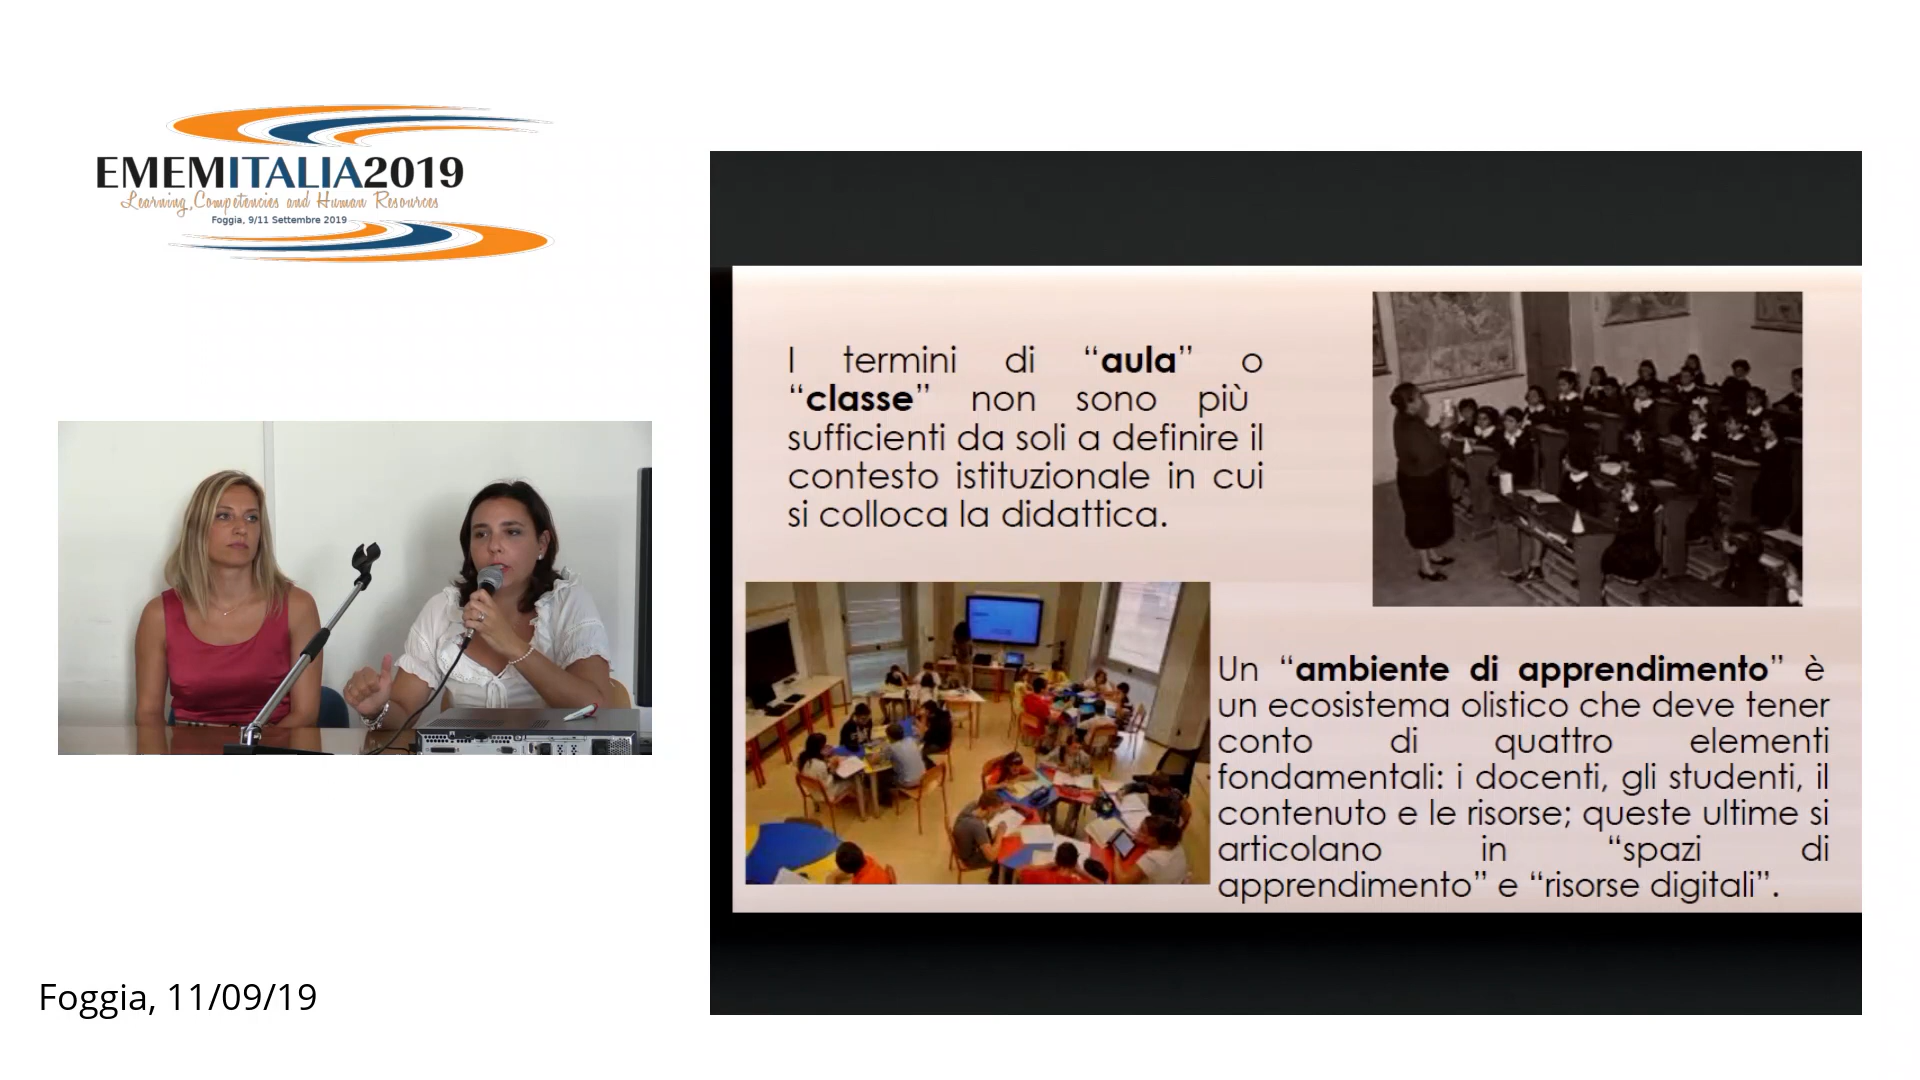 EMEMITALIA2019
Learning, Competencies and Human Resources
Foggia, 9/11 Settembre 2019
I termini di “aula” o
“classe” non sono più
sufficienti da soli a definire il
contesto istituzionale in cui
si colloca la didattica.
Un “ambiente di apprendimento” è
un ecosistema olistico che deve tener
conto di quattro elementi
fondamentali: i docenti, gli studenti, il
contenuto e le risorse; queste ultime si
articolano in “spazi di
apprendimento” e “risorse digitali”.
Foggia, 11/09/19